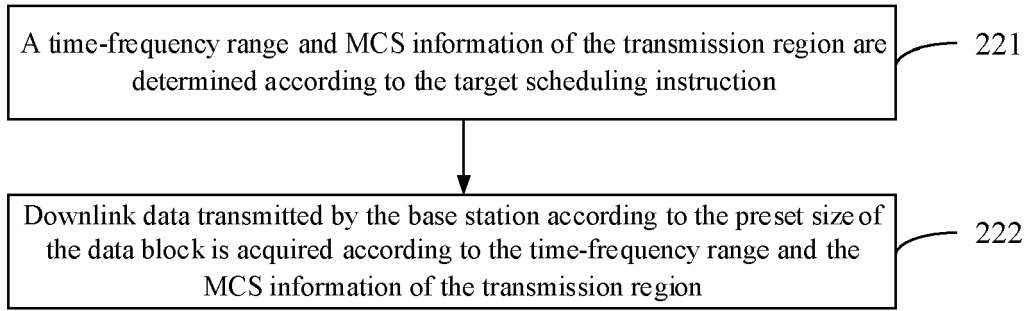 A time-frequency range and MCS information of the transmission region are
determined according to the target scheduling instruction
221
Downlink data transmitted by the base station according to the preset size of
the data block is acquired according to the time-frequency range and the
MCS information of the transmission region
222